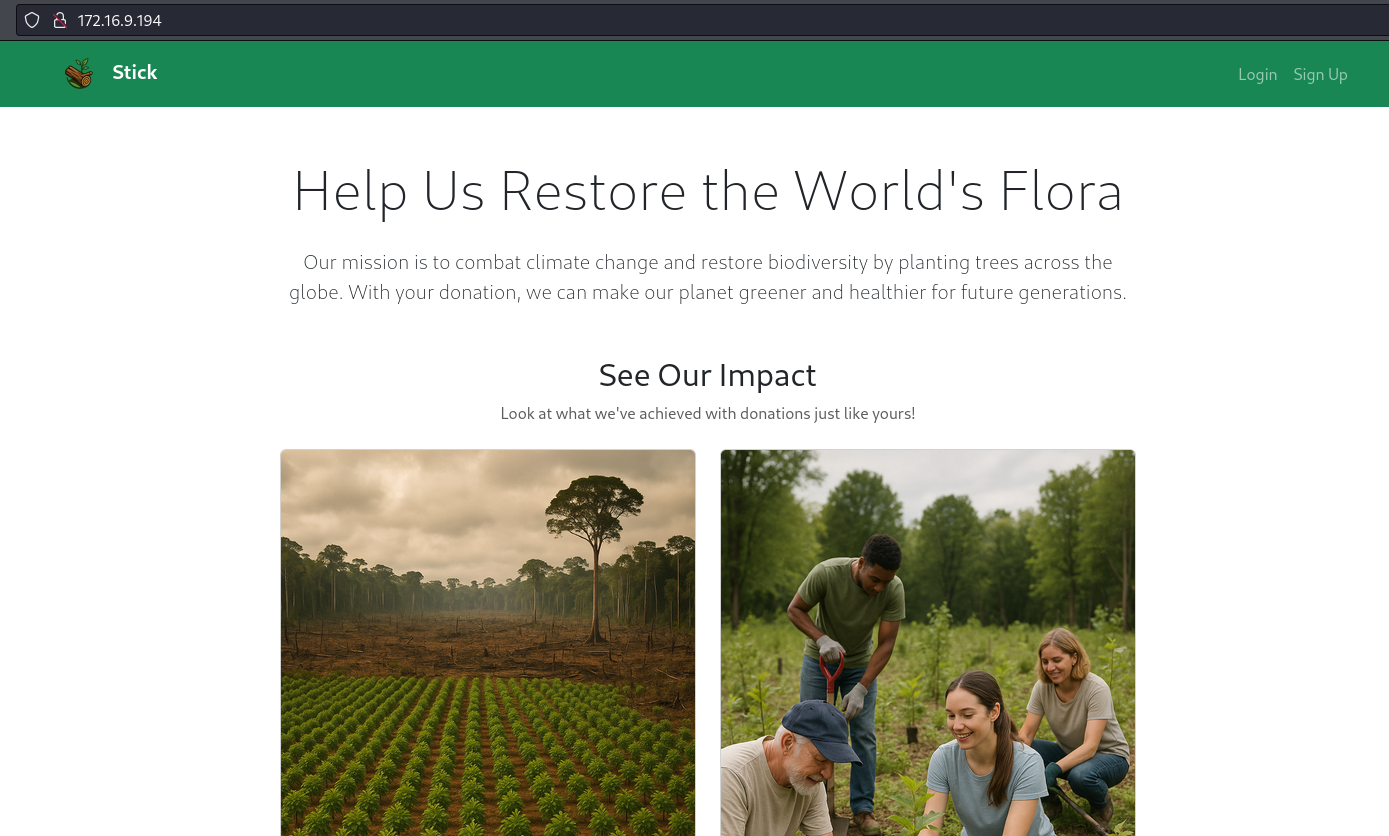 172.16.9.194
Stick
Login Sign Up
Help Us Restore the World's Flora
Our mission is to combat climate change and restore biodiversity by planting trees across the
globe. With your donation, we can make our planet greener and healthier for future generations.
See Our Impact
Look at what we've achieved with donations just like yours!